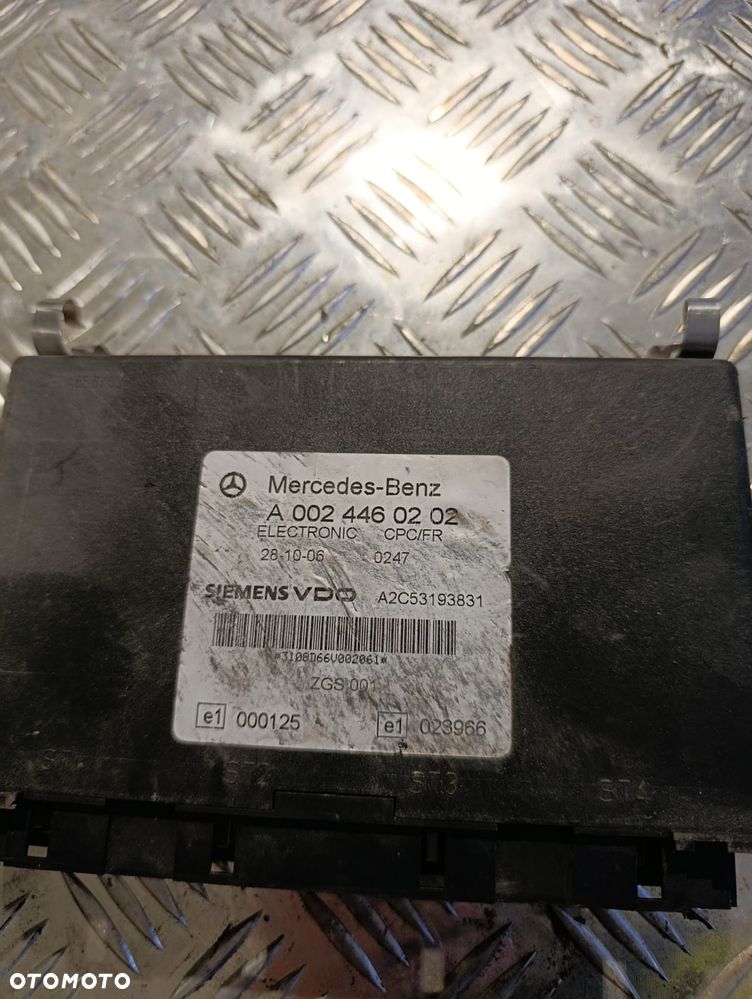 Mercedes-Benz
A 002 446 02 02
ELECTRONIC CPC/FR
28-10-06 0247
SIEMENS VDO A2C53193831
*3108D66V002061*
ZGS 001
e1 000125 e1 023966
ST2 ST3 ST4
OTOMOTO